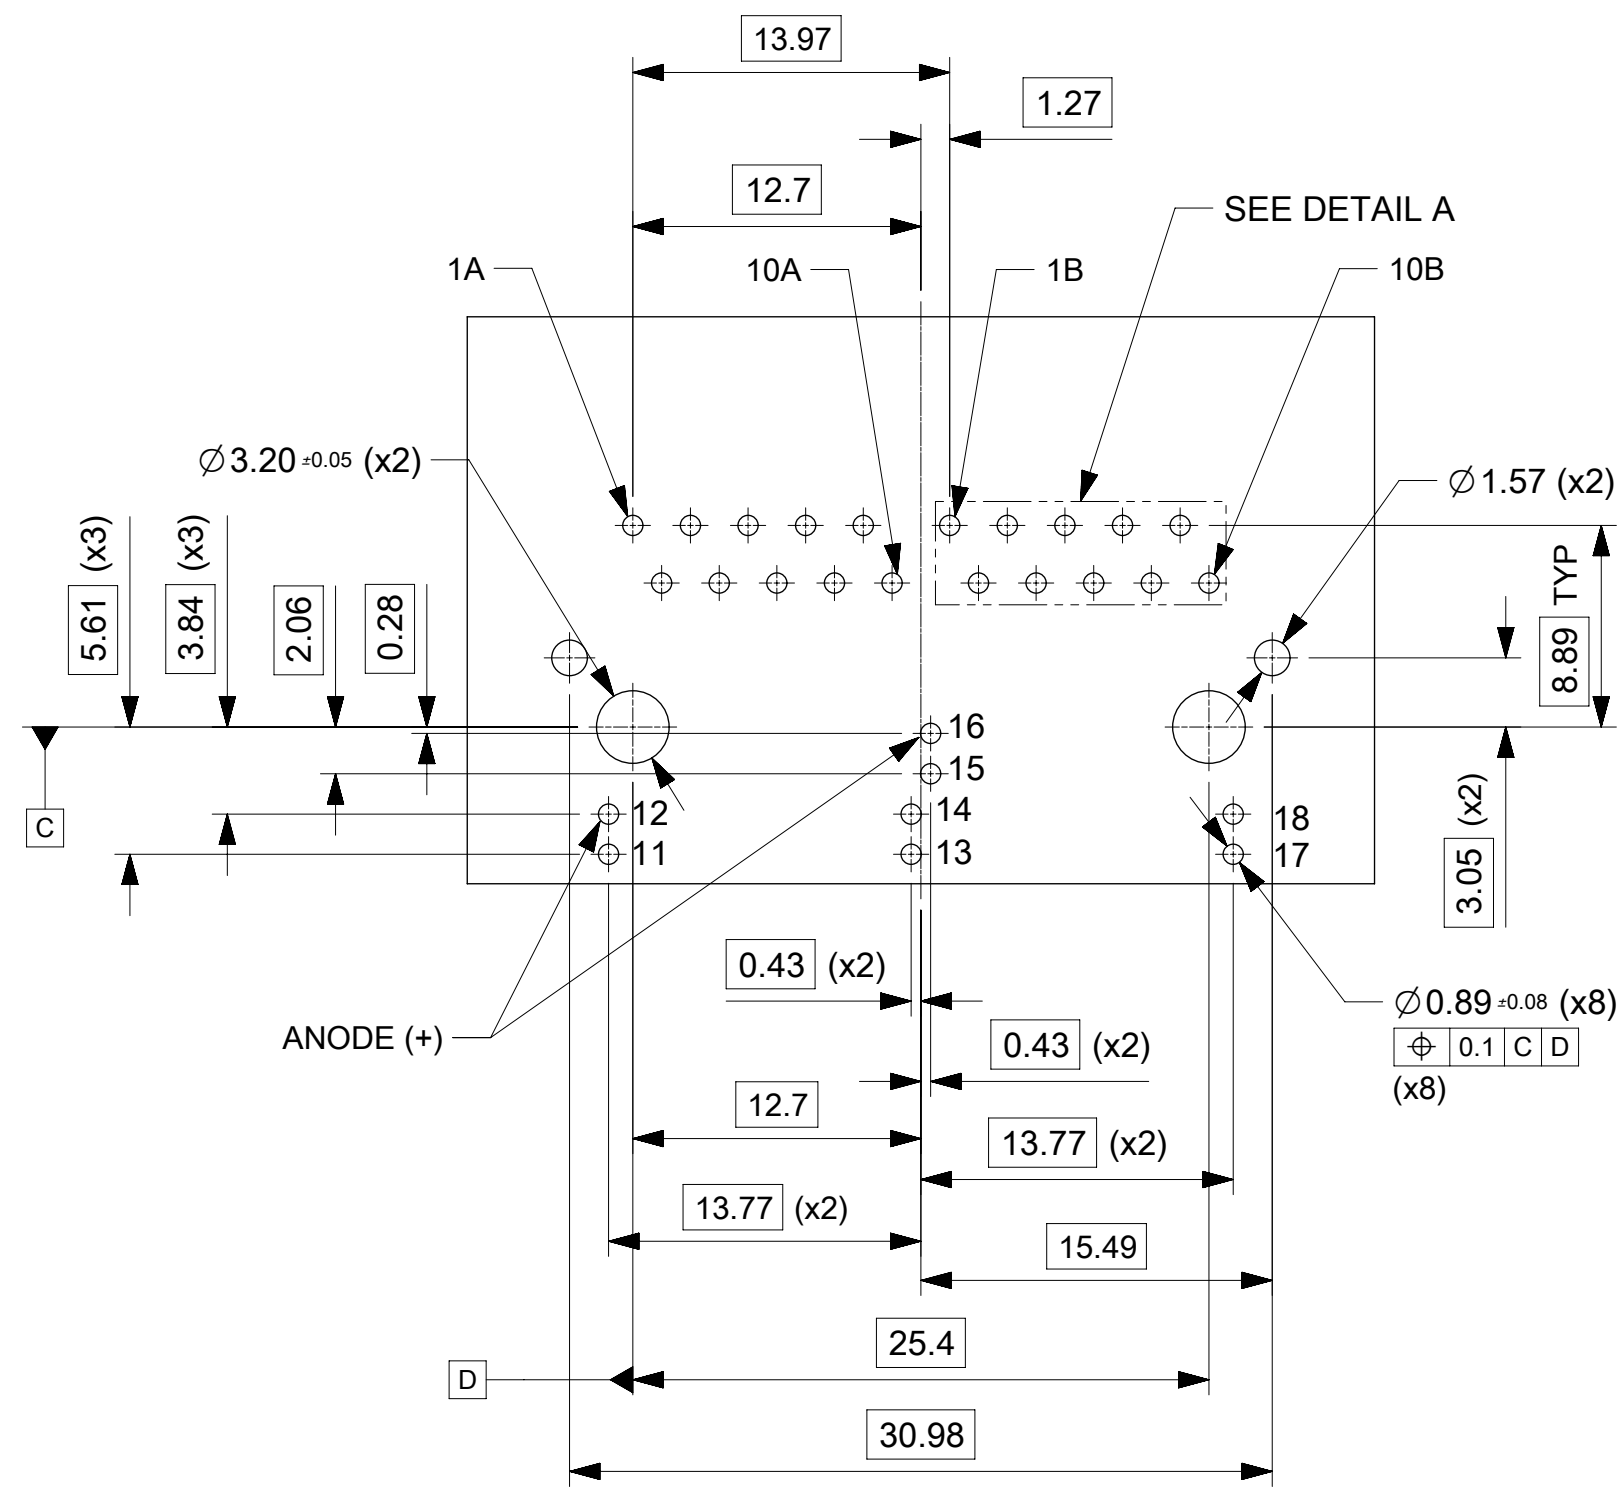 13.97
1.27
12.7
SEE DETAIL A
1A
10A
1B
10B
∅3.20 ±0.05 (x2)
∅1.57 (x2)
5.61 (x3)
3.84 (x3)
2.06
0.28
8.89 TYP
16
15
C
12
14
18
11
13
17
3.05 (x2)
0.43 (x2)
∅0.89 ±0.08 (x8)
⌖ 0.1 C D
(x8)
ANODE (+)
0.43 (x2)
12.7
13.77 (x2)
13.77 (x2)
15.49
25.4
D
30.98